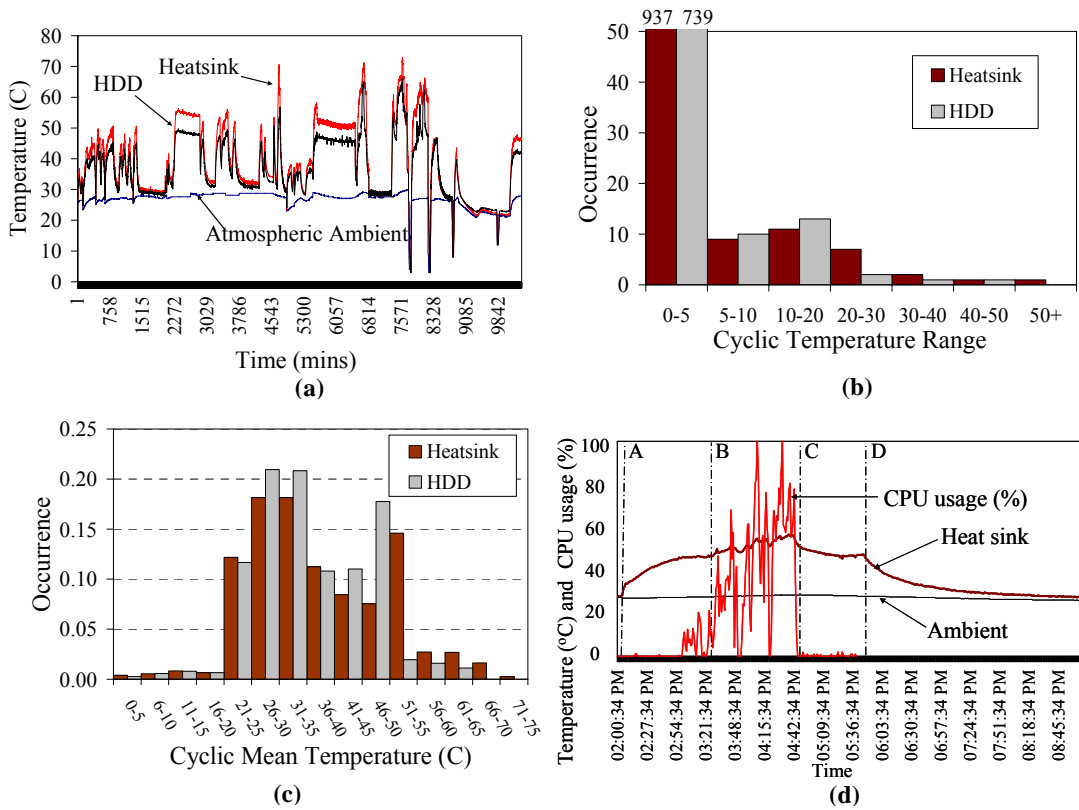 80
70
60
50
40
30
20
10
0
Temperature (C)
HDD
Heatsink
Atmospheric Ambient
1
758
1515
2272
3029
3786
4543
5300
6057
6814
7571
8328
9085
9842
Time (mins)
(a)
937 739
50
40
30
20
10
0
Occurrence
Heatsink
HDD
0-5 5-10 10-20 20-30 30-40 40-50 50+
Cyclic Temperature Range
(b)
0.25
0.20
0.15
0.10
0.05
0.00
Occurrence
Heatsink
HDD
0-5
6-10
11-15
16-20
21-25
26-30
31-35
36-40
41-45
46-50
51-55
56-60
61-65
66-70
71-75
Cyclic Mean Temperature (C)
(c)
100
80
60
40
20
0
Temperature (°C) and CPU usage (%)
A B C D
CPU usage (%)
Heat sink
Ambient
02:00:34 PM
02:27:34 PM
02:54:34 PM
03:21:34 PM
03:48:34 PM
04:15:34 PM
04:42:34 PM
05:09:34 PM
05:36:34 PM
06:03:34 PM
06:30:34 PM
06:57:34 PM
07:24:34 PM
07:51:34 PM
08:18:34 PM
08:45:34 PM
Time
(d)